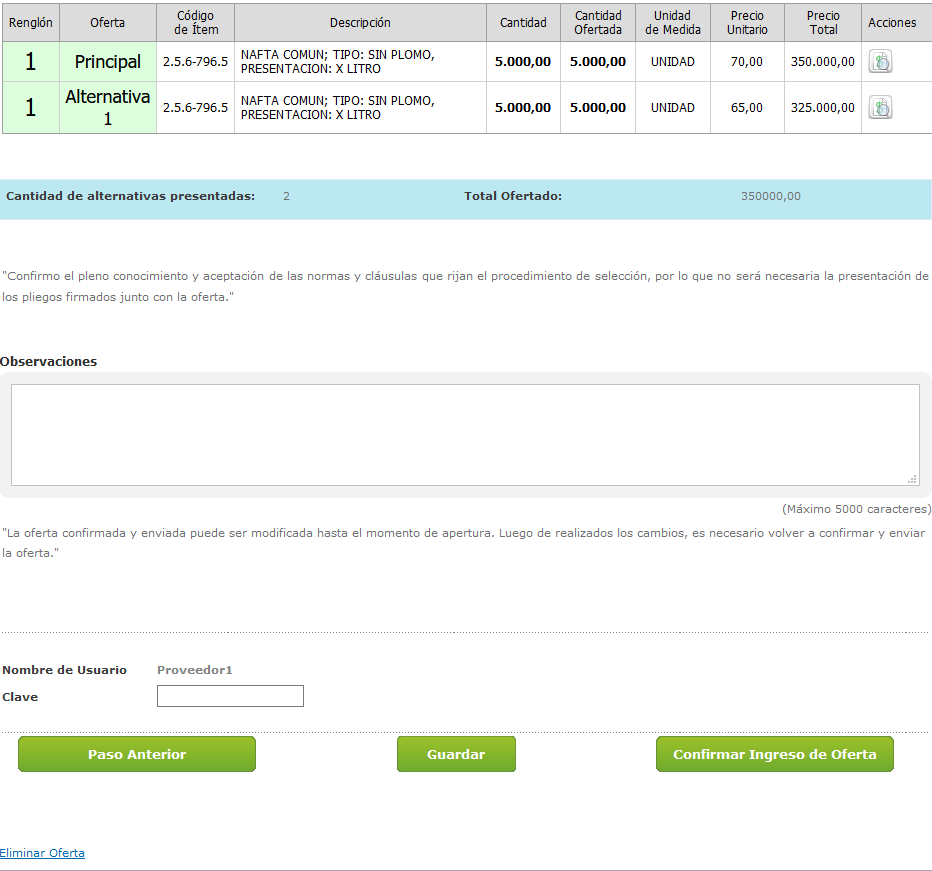 Renglón Oferta Código de Ítem Descripción Cantidad Cantidad Ofertada Unidad de Medida Precio Unitario Precio Total Acciones
1 Principal 2.5.6-796.5 NAFTA COMUN; TIPO: SIN PLOMO, PRESENTACION: X LITRO 5.000,00 5.000,00 UNIDAD 70,00 350.000,00
1 Alternativa 1 2.5.6-796.5 NAFTA COMUN; TIPO: SIN PLOMO, PRESENTACION: X LITRO 5.000,00 5.000,00 UNIDAD 65,00 325.000,00
Cantidad de alternativas presentadas: 2 Total Ofertado: 350000,00
"Confirmo el pleno conocimiento y aceptación de las normas y cláusulas que rijan el procedimiento de selección, por lo que no será necesaria la presentación de
los pliegos firmados junto con la oferta."
Observaciones
(Máximo 5000 caracteres)
"La oferta confirmada y enviada puede ser modificada hasta el momento de apertura. Luego de realizados los cambios, es necesario volver a confirmar y enviar
la oferta."
Nombre de Usuario Proveedor1
Clave
Paso Anterior Guardar Confirmar Ingreso de Oferta
Eliminar Oferta